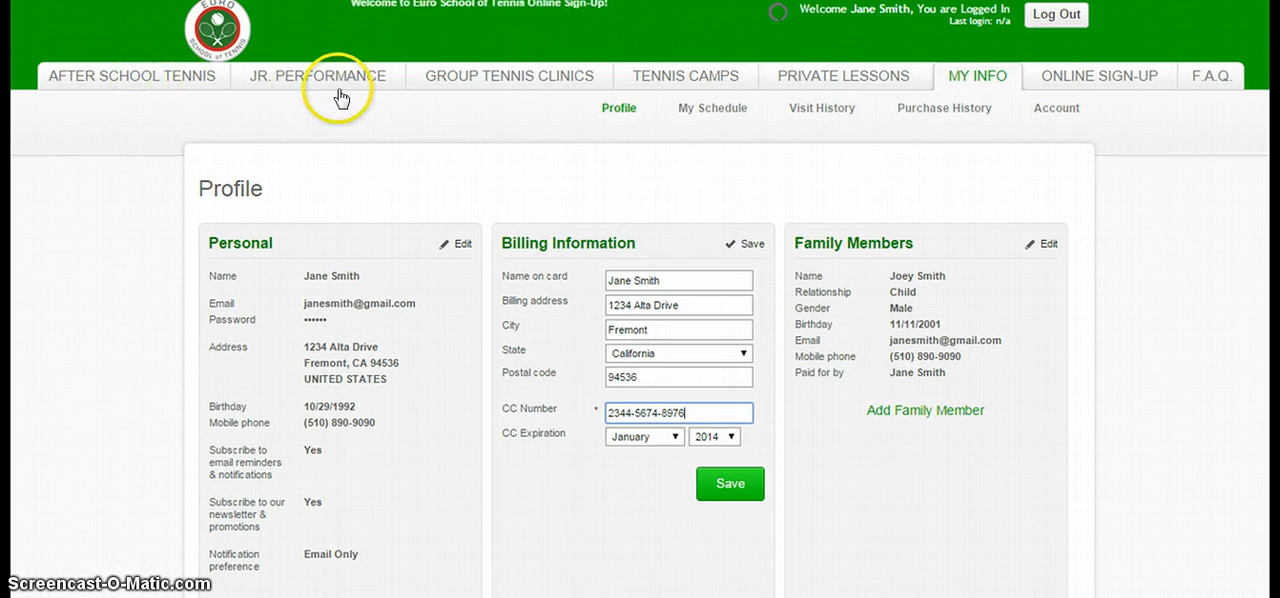 Welcome to Euro School of Tennis Online Sign-Up!
EURO
SCHOOL of TENNIS
Welcome Jane Smith, You are Logged In
Last login: n/a
Log Out
AFTER SCHOOL TENNIS JR. PERFORMANCE GROUP TENNIS CLINICS TENNIS CAMPS PRIVATE LESSONS MY INFO ONLINE SIGN-UP F.A.Q.
Profile My Schedule Visit History Purchase History Account
Profile
Personal Edit
Name Jane Smith
Email janesmith@gmail.com
Password ••••••
Address 1234 Alta Drive
Fremont, CA 94536
UNITED STATES
Birthday 10/29/1992
Mobile phone (510) 890-9090
Subscribe to Yes
email reminders
& notifications
Subscribe to our Yes
newsletter &
promotions
Notification Email Only
preference
Billing Information Save
Name on card Jane Smith
Billing address 1234 Alta Drive
City Fremont
State California
Postal code 94536
CC Number * 2344-5674-8976
CC Expiration January 2014
Save
Family Members Edit
Name Joey Smith
Relationship Child
Gender Male
Birthday 11/11/2001
Email janesmith@gmail.com
Mobile phone (510) 890-9090
Paid for by Jane Smith
Add Family Member
Screencast-O-Matic.com